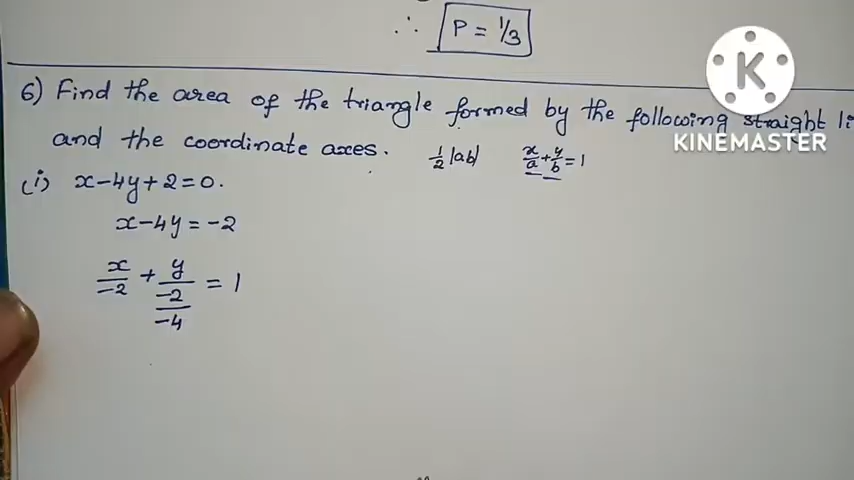 ∴ P = 1/3
6) Find the area of the triangle formed by the following straight li
and the coordinate axes. 1/2 |ab| x/a + y/b = 1
(i) x - 4y + 2 = 0.
x - 4y = -2
x/-2 + y/(-2/-4) = 1
K
KINEMASTER